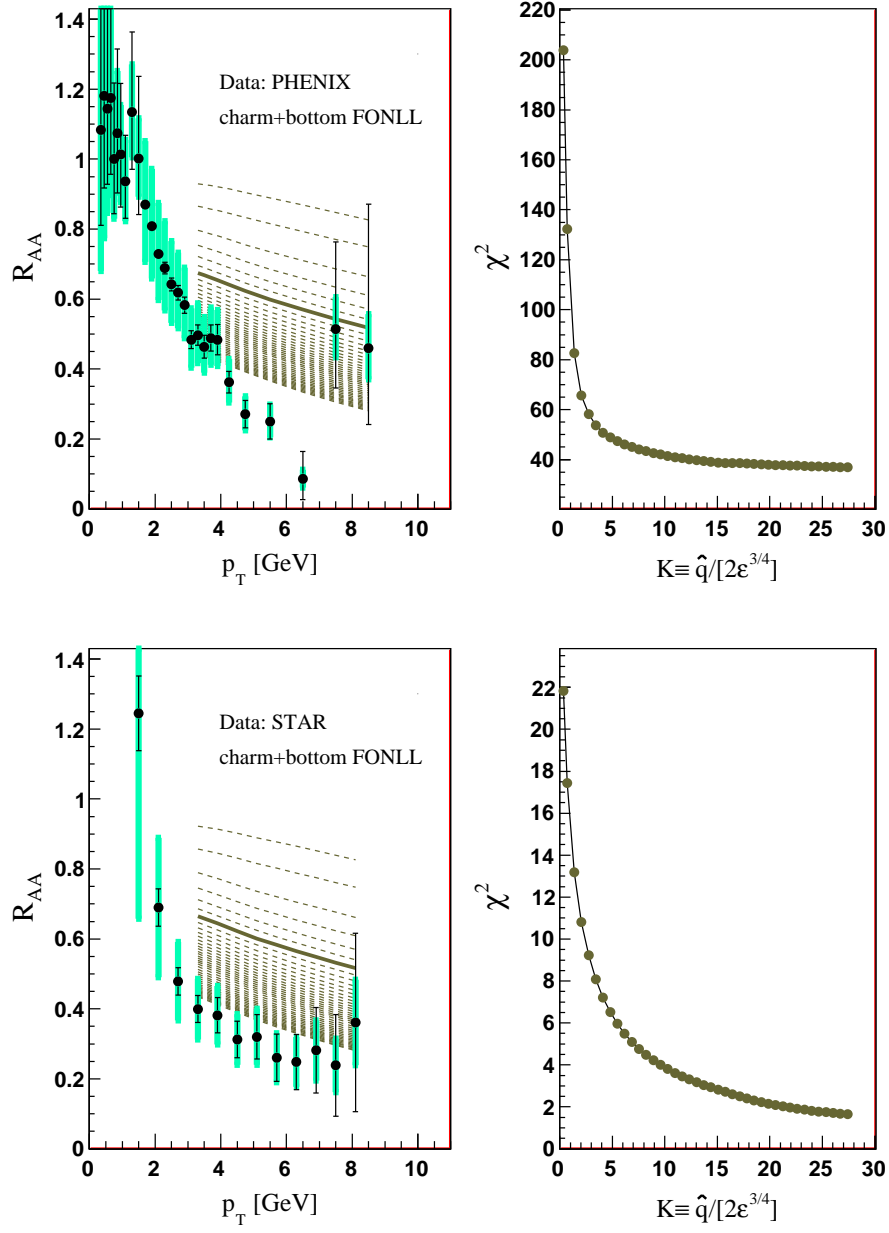 1.4
1.2
1
0.8
0.6
0.4
0.2
0
R_AA
Data: PHENIX
charm+bottom FONLL
0 2 4 6 8 10
p_T [GeV]
220
200
180
160
140
120
100
80
60
40
χ^2
0 5 10 15 20 25 30
K≡ q̂/[2ε^3/4]
1.4
1.2
1
0.8
0.6
0.4
0.2
0
R_AA
Data: STAR
charm+bottom FONLL
0 2 4 6 8 10
p_T [GeV]
22
20
18
16
14
12
10
8
6
4
2
0
χ^2
0 5 10 15 20 25 30
K≡ q̂/[2ε^3/4]